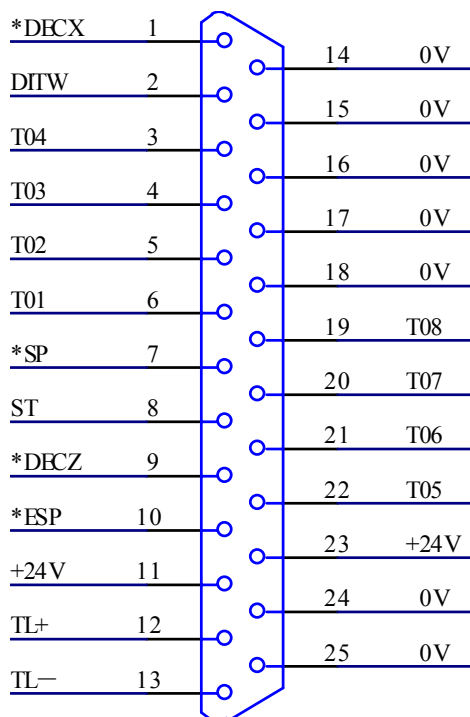 *DECX 1
14 0V
DITW 2
15 0V
T04 3
16 0V
T03 4
17 0V
T02 5
18 0V
T01 6
19 T08
*SP 7
20 T07
ST 8
21 T06
*DECZ 9
22 T05
*ESP 10
23 +24V
+24V 11
24 0V
TL+ 12
25 0V
TL— 13